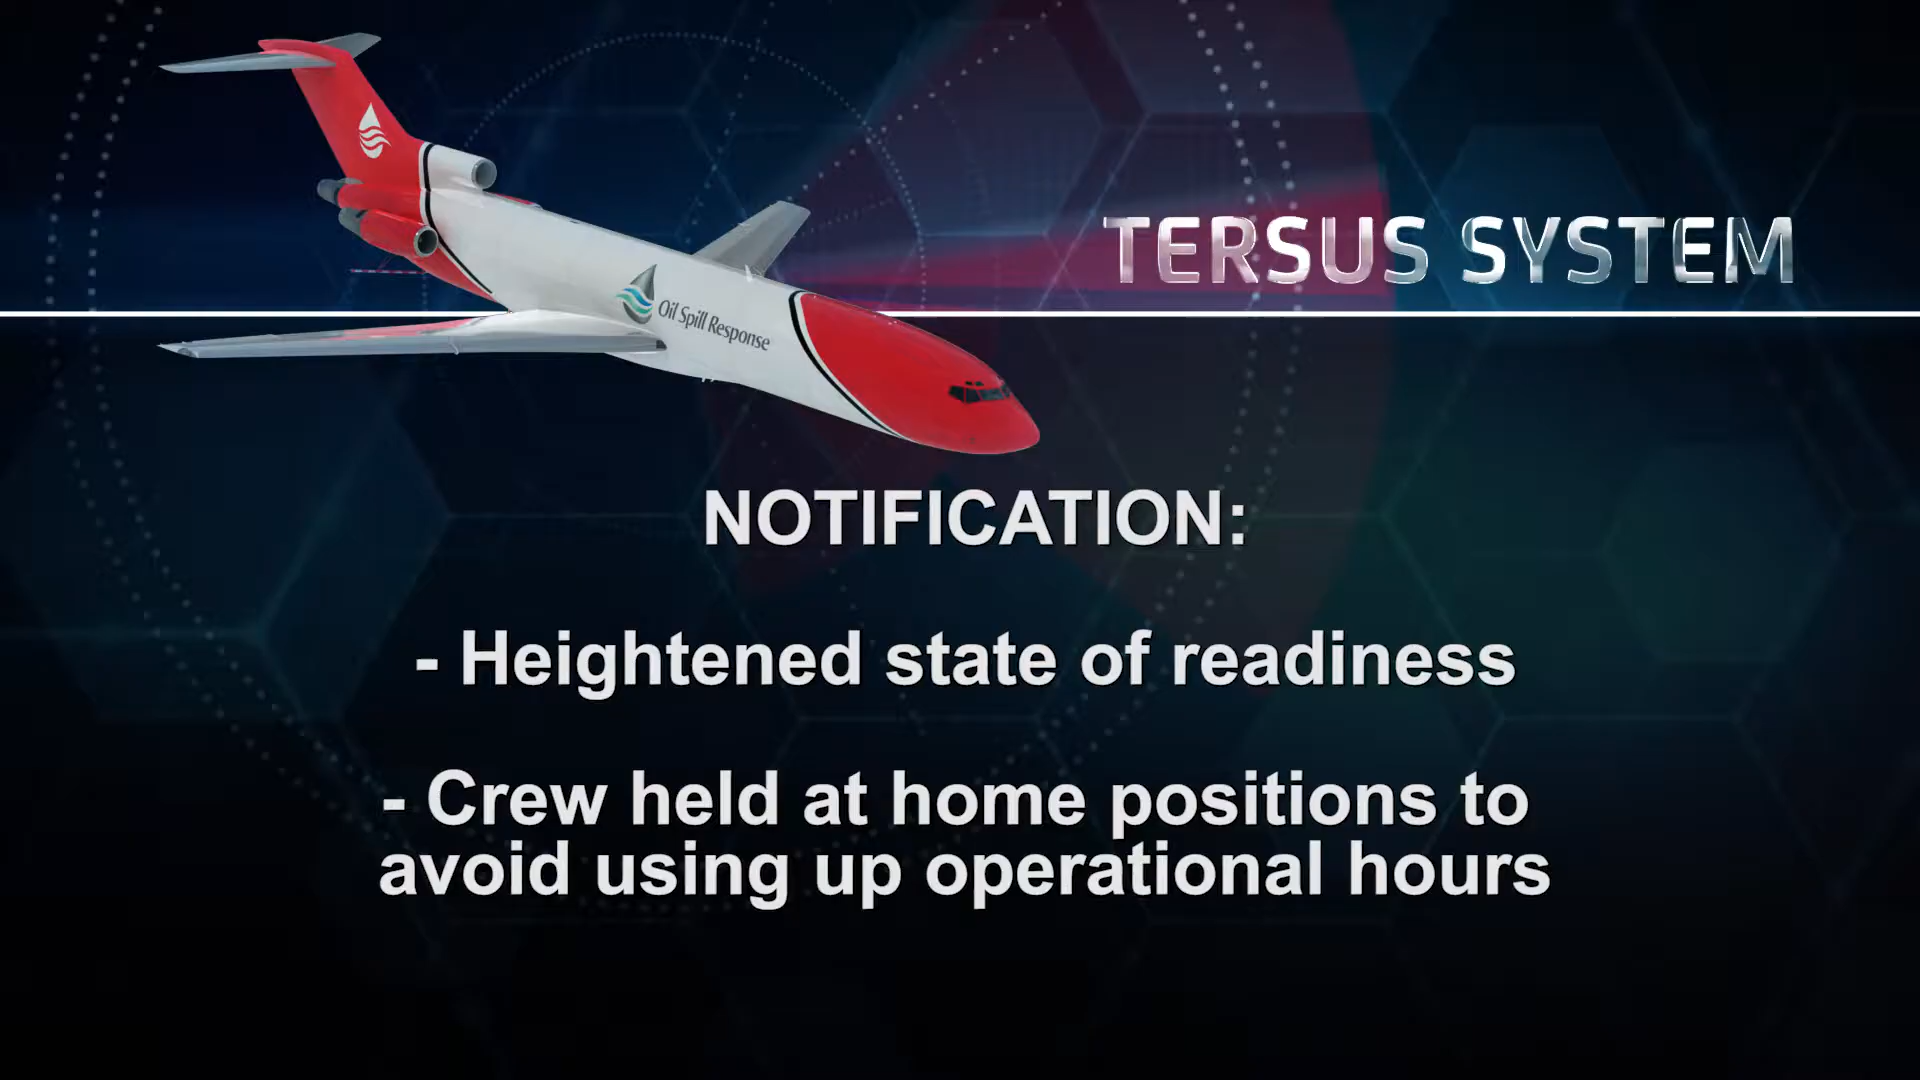 TERSUS SYSTEM
Oil Spill Response
NOTIFICATION:
- Heightened state of readiness
- Crew held at home positions to
avoid using up operational hours